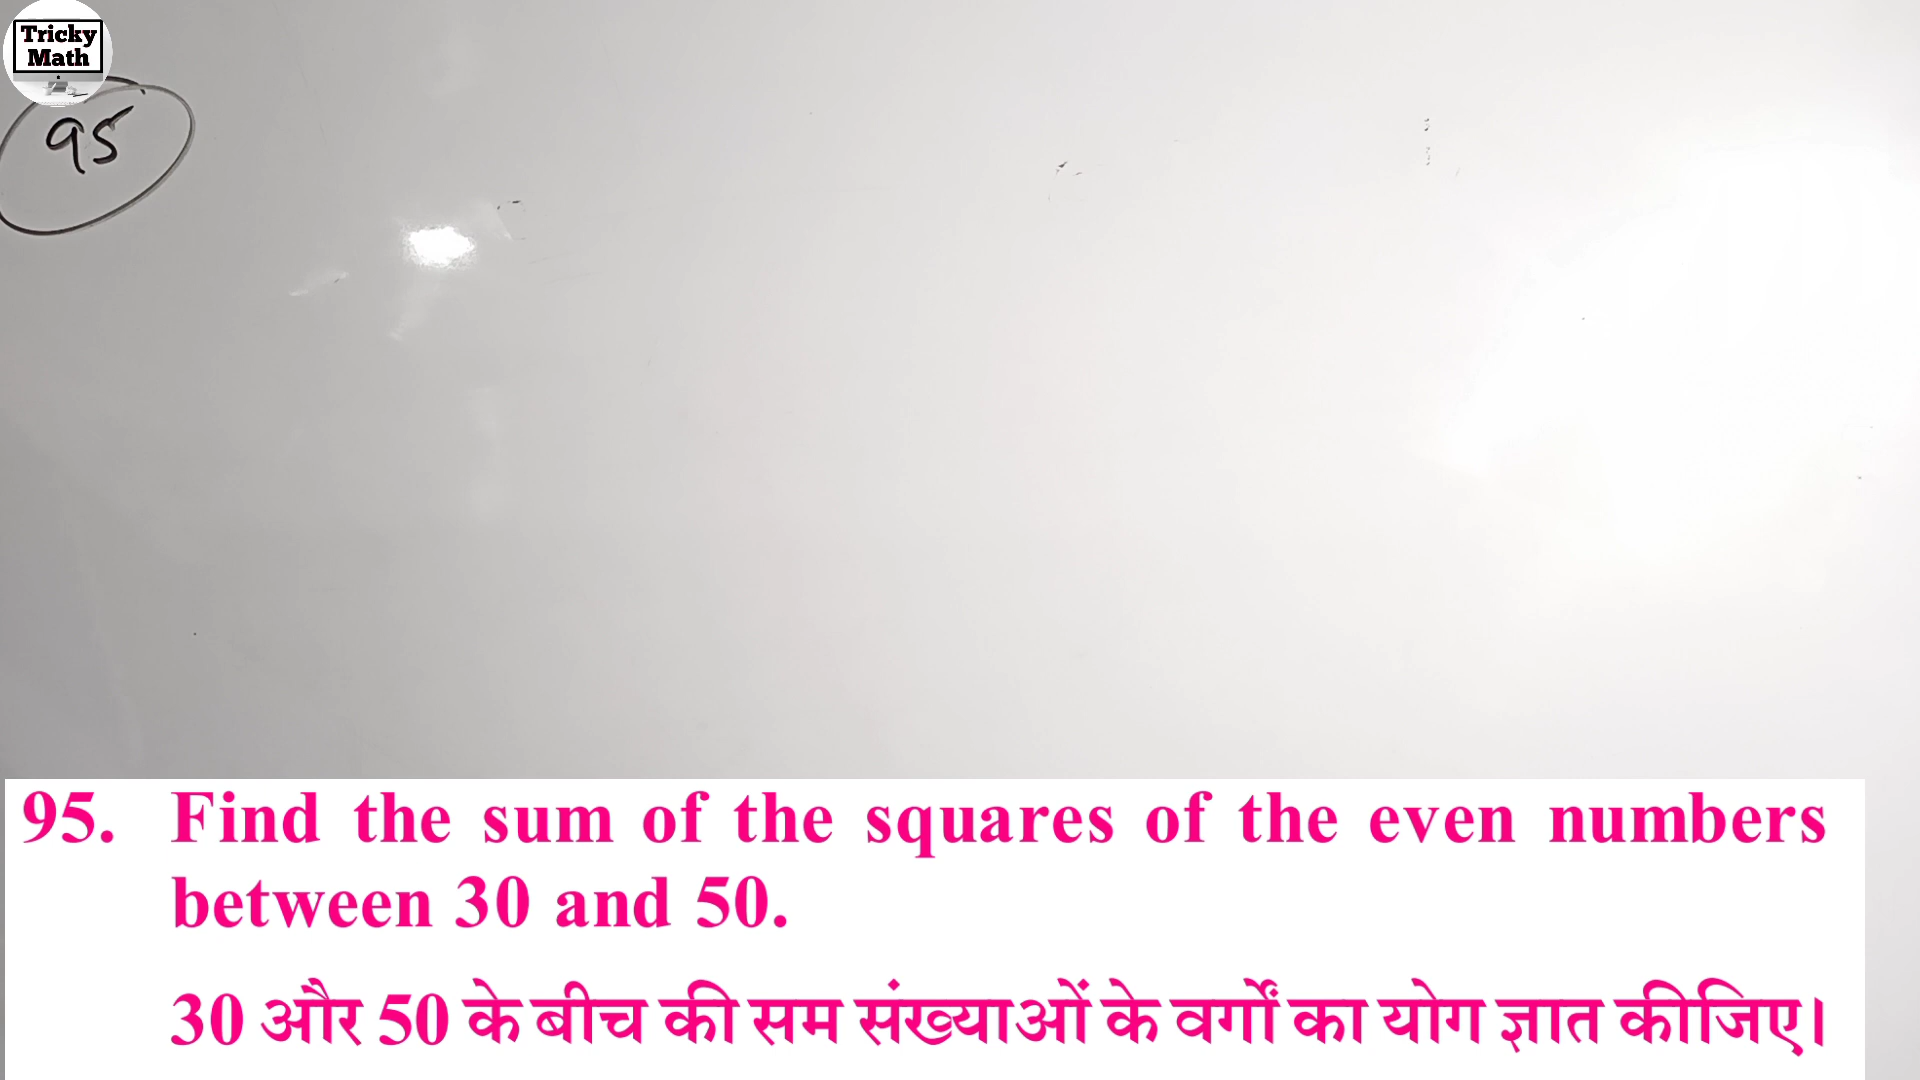 Tricky
Math
95
95. Find the sum of the squares of the even numbers
between 30 and 50.
30 और 50 के बीच की सम संख्याओं के वर्गों का योग ज्ञात कीजिए।